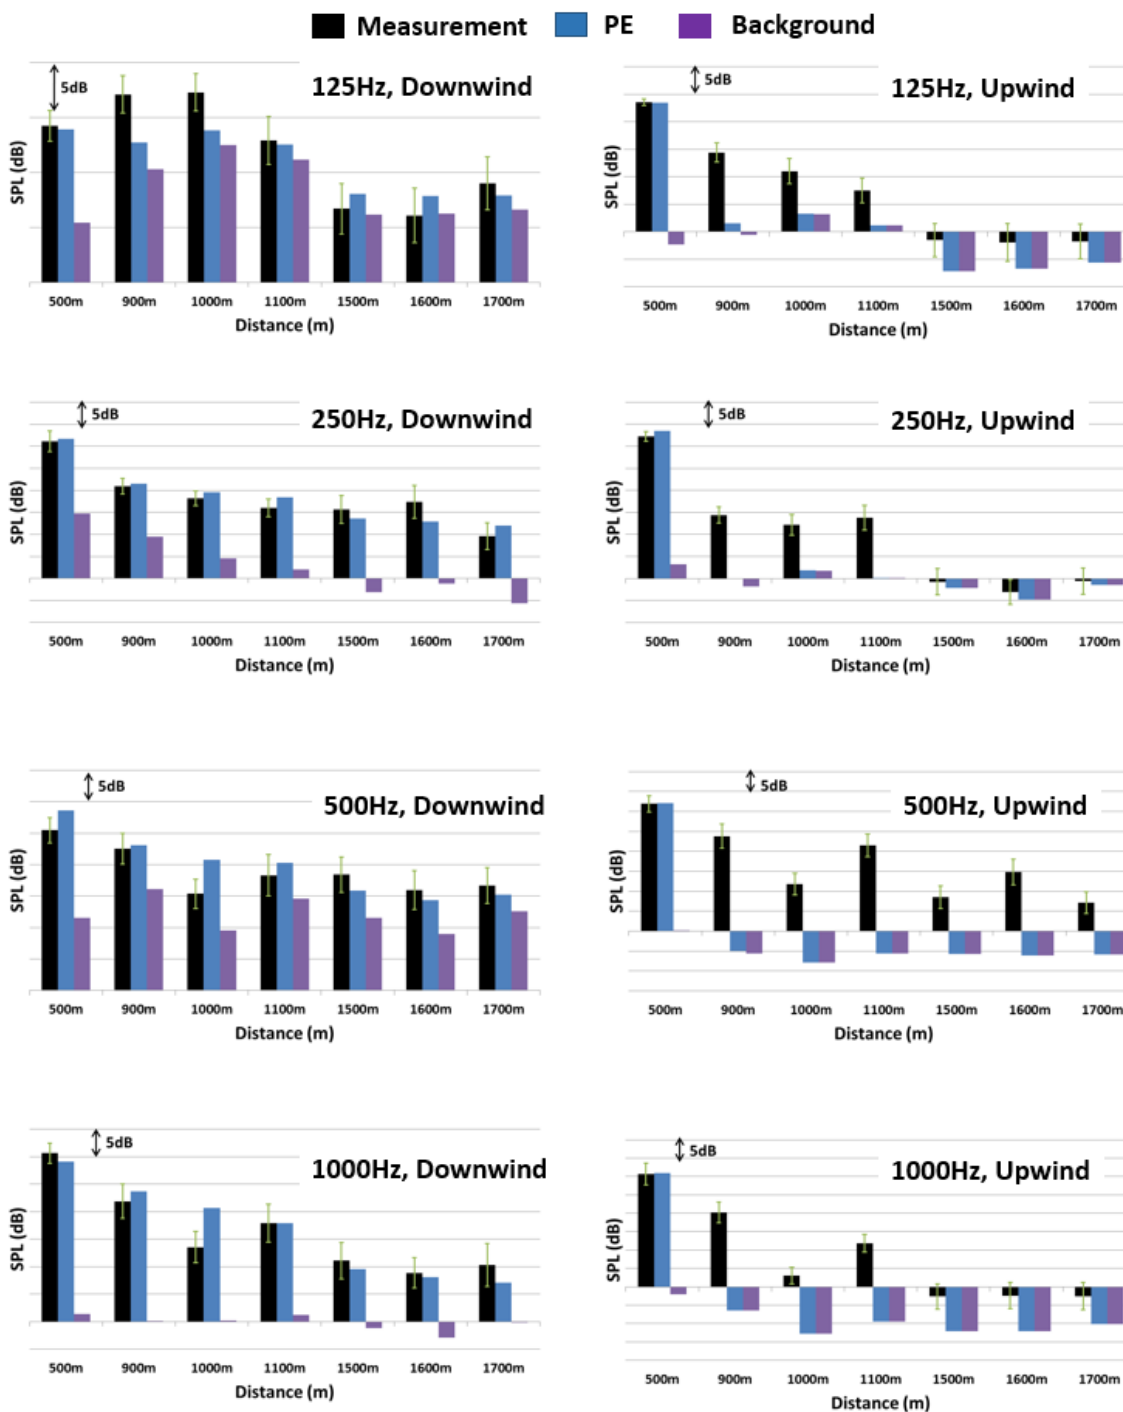 Measurement PE Background
5dB 125Hz, Downwind
SPL (dB)
500m 900m 1000m 1100m 1500m 1600m 1700m
Distance (m)
5dB 125Hz, Upwind
SPL (dB)
500m 900m 1000m 1100m 1500m 1600m 1700m
Distance (m)
5dB 250Hz, Downwind
SPL (dB)
500m 900m 1000m 1100m 1500m 1600m 1700m
Distance (m)
5dB 250Hz, Upwind
SPL (dB)
500m 900m 1000m 1100m 1500m 1600m 1700m
Distance (m)
5dB 500Hz, Downwind
SPL (dB)
500m 900m 1000m 1100m 1500m 1600m 1700m
Distance (m)
5dB 500Hz, Upwind
SPL (dB)
500m 900m 1000m 1100m 1500m 1600m 1700m
Distance (m)
5dB 1000Hz, Downwind
SPL (dB)
500m 900m 1000m 1100m 1500m 1600m 1700m
Distance (m)
5dB 1000Hz, Upwind
SPL (dB)
500m 900m 1000m 1100m 1500m 1600m 1700m
Distance (m)